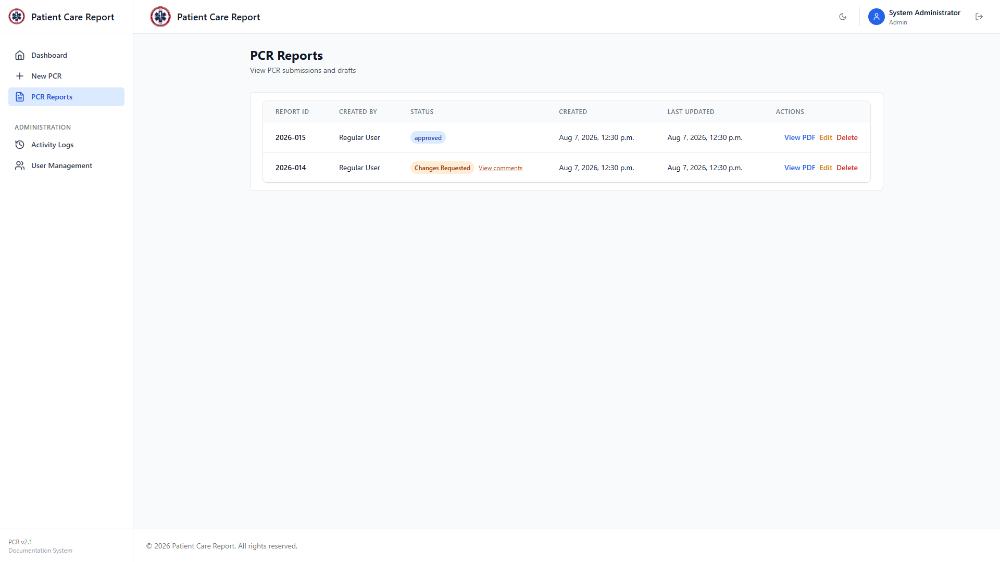 Patient Care Report
Patient Care Report
System Administrator
Admin
Dashboard
New PCR
PCR Reports
ADMINISTRATION
Activity Logs
User Management
PCR Reports
View PCR submissions and drafts
REPORT ID CREATED BY STATUS CREATED LAST UPDATED ACTIONS
2026-015 Regular User approved Aug 7, 2026, 12:30 p.m. Aug 7, 2026, 12:30 p.m. View PDF Edit Delete
2026-014 Regular User Changes Requested View comments Aug 7, 2026, 12:30 p.m. Aug 7, 2026, 12:30 p.m. View PDF Edit Delete
PCR v2.1
Documentation System
© 2026 Patient Care Report. All rights reserved.